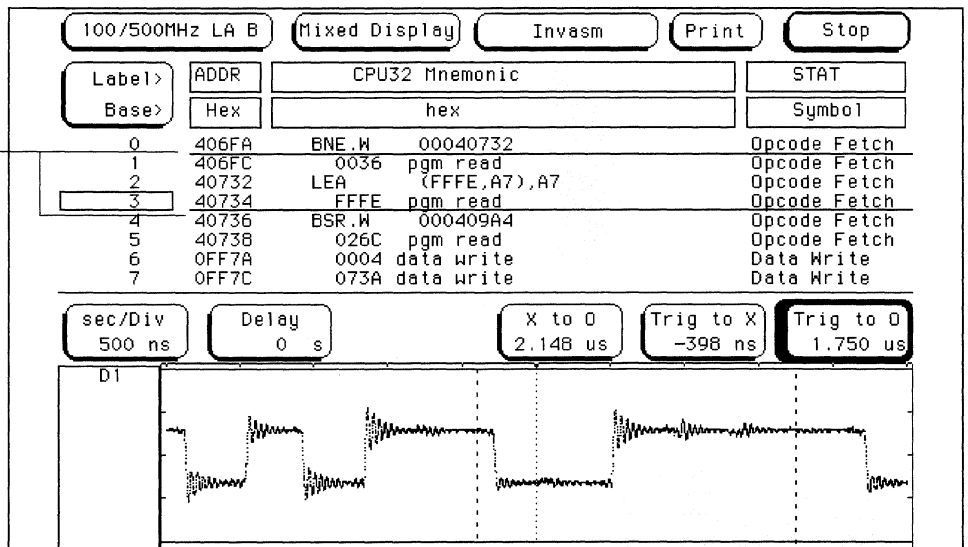 100/500MHz LA B Mixed Display Invasm Print Stop
Label> ADDR CPU32 Mnemonic STAT
Base> Hex hex Symbol
0 406FA BNE.W 00040732 Opcode Fetch
1 406FC 0036 pgm read Opcode Fetch
2 40732 LEA (FFFE,A7),A7 Opcode Fetch
3 40734 FFFE pgm read Opcode Fetch
4 40736 BSR.W 000409A4 Opcode Fetch
5 40738 026C pgm read Opcode Fetch
6 0FF7A 0004 data write Data Write
7 0FF7C 073A data write Data Write
sec/Div Delay X to O Trig to X Trig to O
500 ns 0 s 2.148 us -398 ns 1.750 us
D1